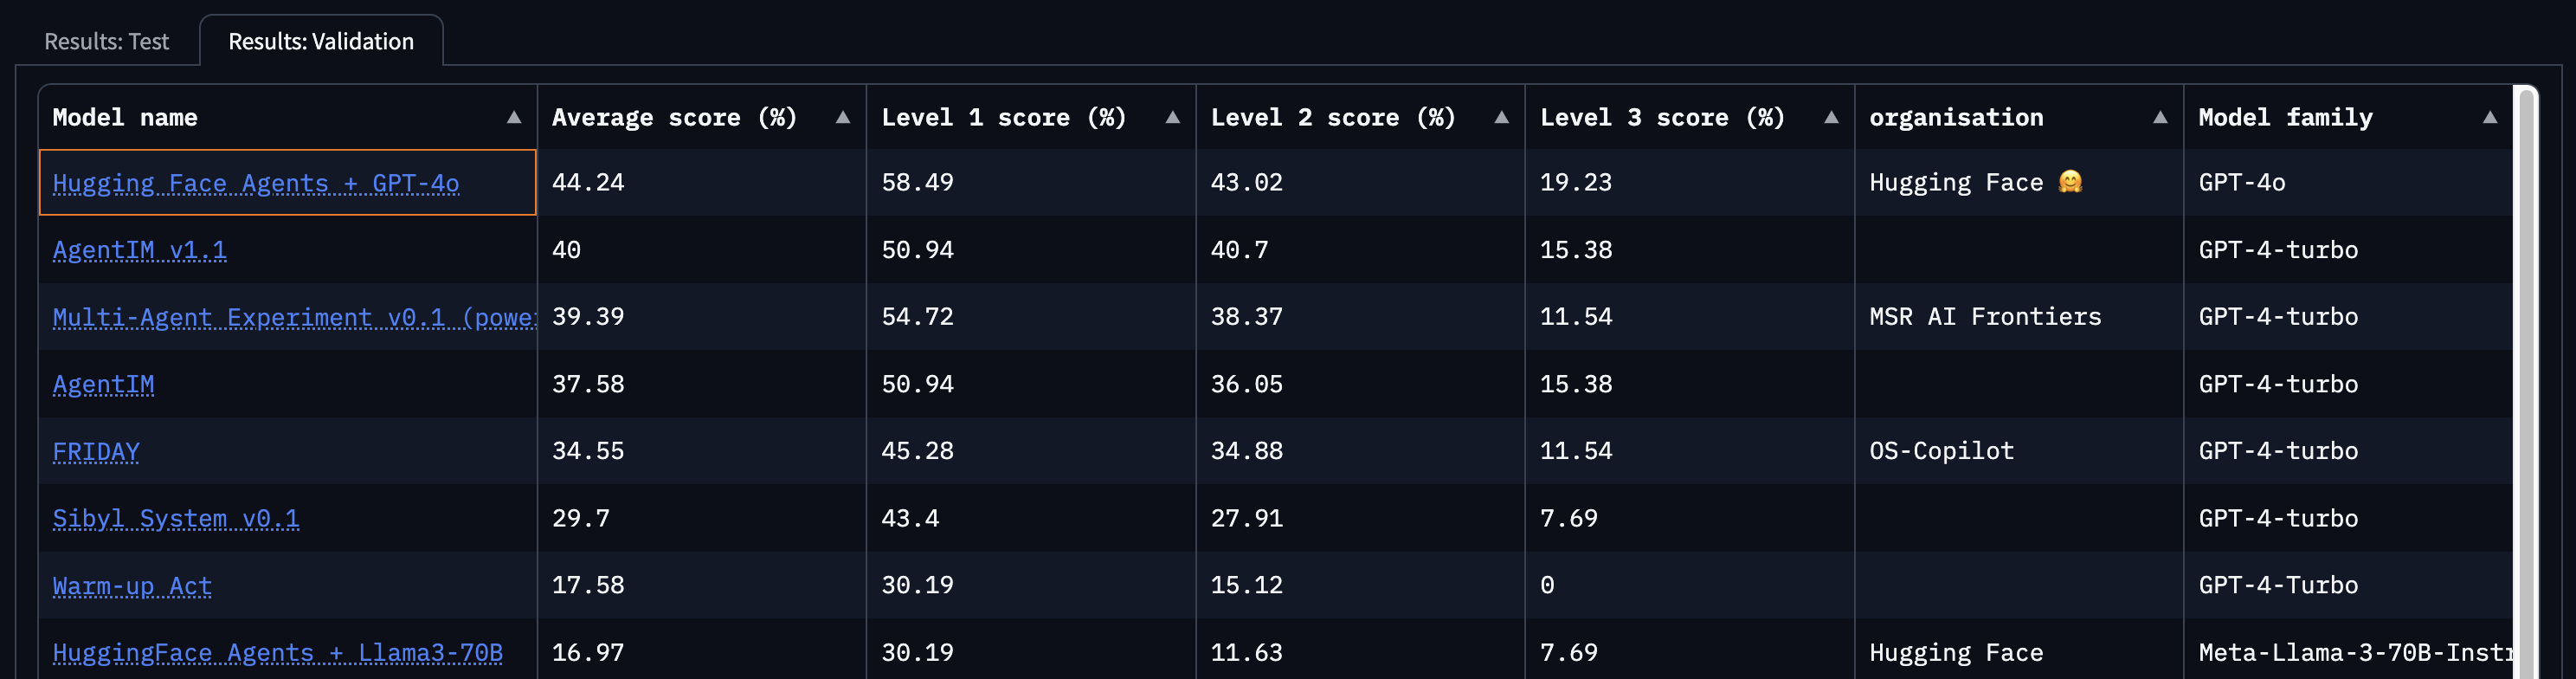 Results: Test Results: Validation
Model name Average score (%) Level 1 score (%) Level 2 score (%) Level 3 score (%) organisation Model family
Hugging Face Agents + GPT-4o 44.24 58.49 43.02 19.23 Hugging Face 🤗 GPT-4o
AgentIM v1.1 40 50.94 40.7 15.38 GPT-4-turbo
Multi-Agent Experiment v0.1 (power 39.39 54.72 38.37 11.54 MSR AI Frontiers GPT-4-turbo
AgentIM 37.58 50.94 36.05 15.38 GPT-4-turbo
FRIDAY 34.55 45.28 34.88 11.54 OS-Copilot GPT-4-turbo
Sibyl System v0.1 29.7 43.4 27.91 7.69 GPT-4-turbo
Warm-up Act 17.58 30.19 15.12 0 GPT-4-Turbo
HuggingFace Agents + Llama3-70B 16.97 30.19 11.63 7.69 Hugging Face Meta-Llama-3-70B-Instr